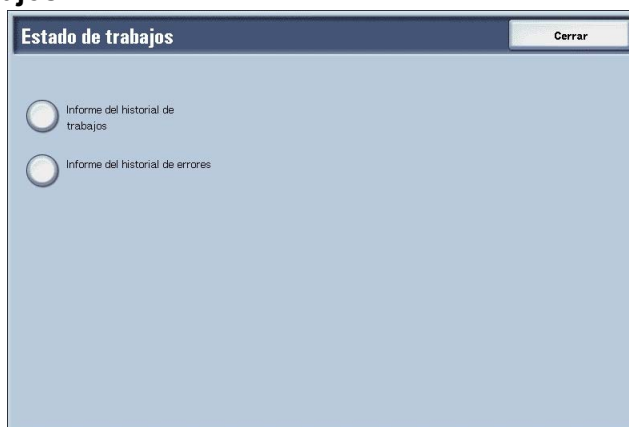 Estado de trabajos
Cerrar
Informe del historial de
trabajos
Informe del historial de errores